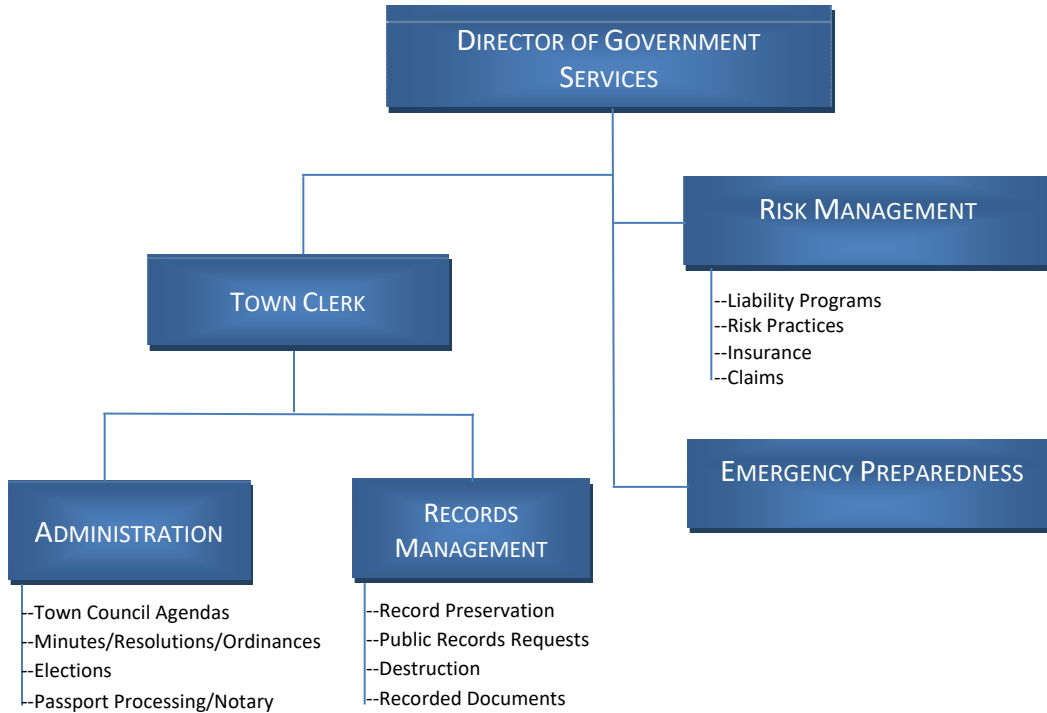 DIRECTOR OF GOVERNMENT
SERVICES
RISK MANAGEMENT
--Liability Programs
--Risk Practices
--Insurance
--Claims
TOWN CLERK
EMERGENCY PREPAREDNESS
ADMINISTRATION
--Town Council Agendas
--Minutes/Resolutions/Ordinances
--Elections
--Passport Processing/Notary
RECORDS
MANAGEMENT
--Record Preservation
--Public Records Requests
--Destruction
--Recorded Documents